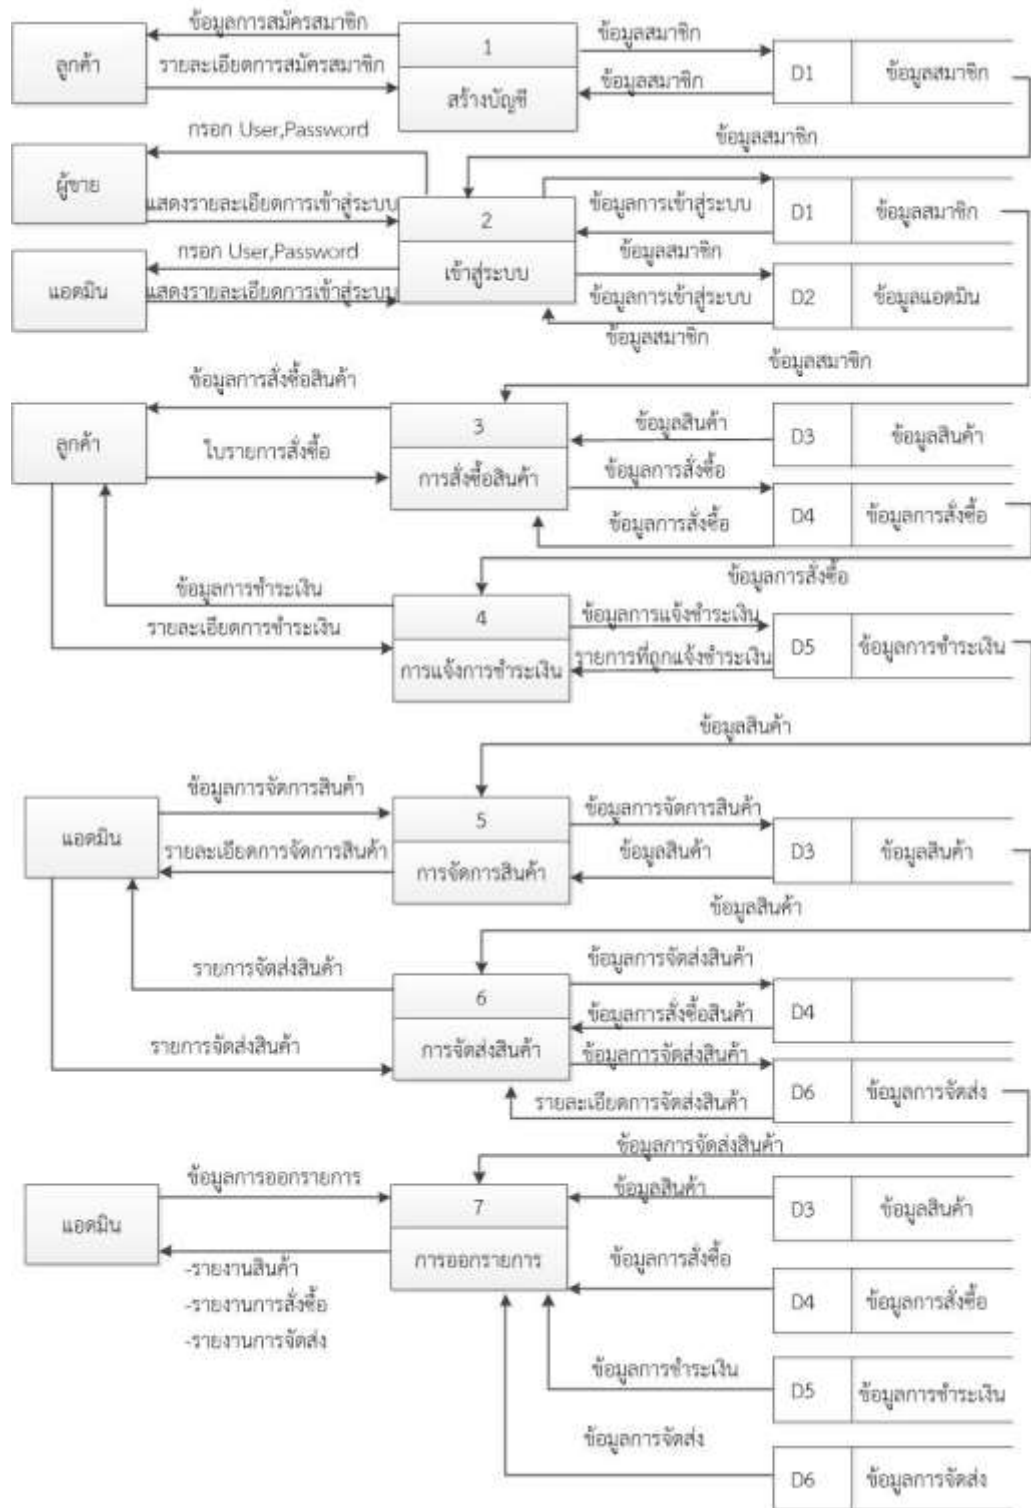 ข้อมูลการสมัครสมาชิก
ลูกค้า
รายละเอียดการสมัครสมาชิก
1
สร้างบัญชี
ข้อมูลสมาชิก
ข้อมูลสมาชิก
D1
ข้อมูลสมาชิก
ข้อมูลสมาชิก
กรอก User,Password
ผู้ขาย
แสดงรายละเอียดการเข้าสู่ระบบ
กรอก User,Password
แอดมิน
แสดงรายละเอียดการเข้าสู่ระบบ
2
เข้าสู่ระบบ
ข้อมูลการเข้าสู่ระบบ
ข้อมูลสมาชิก
ข้อมูลการเข้าสู่ระบบ
ข้อมูลสมาชิก
D1
ข้อมูลสมาชิก
D2
ข้อมูลแอดมิน
ข้อมูลสมาชิก
ข้อมูลการสั่งซื้อสินค้า
ลูกค้า
ใบรายการสั่งซื้อ
3
การสั่งซื้อสินค้า
ข้อมูลสินค้า
ข้อมูลการสั่งซื้อ
ข้อมูลการสั่งซื้อ
D3
ข้อมูลสินค้า
D4
ข้อมูลการสั่งซื้อ
ข้อมูลการสั่งซื้อ
ข้อมูลการชำระเงิน
รายละเอียดการชำระเงิน
4
การแจ้งการชำระเงิน
ข้อมูลการแจ้งชำระเงิน
รายการที่ถูกแจ้งชำระเงิน
D5
ข้อมูลการชำระเงิน
ข้อมูลสินค้า
ข้อมูลการจัดการสินค้า
แอดมิน
รายละเอียดการจัดการสินค้า
5
การจัดการสินค้า
ข้อมูลการจัดการสินค้า
ข้อมูลสินค้า
D3
ข้อมูลสินค้า
ข้อมูลสินค้า
รายการจัดส่งสินค้า
รายการจัดส่งสินค้า
6
การจัดส่งสินค้า
ข้อมูลการจัดส่งสินค้า
ข้อมูลการสั่งซื้อสินค้า
ข้อมูลการจัดส่งสินค้า
รายละเอียดการจัดส่งสินค้า
D4
D6
ข้อมูลการจัดส่ง
ข้อมูลการจัดส่งสินค้า
ข้อมูลการออกรายการ
แอดมิน
-รายงานสินค้า
-รายงานการสั่งซื้อ
-รายงานการจัดส่ง
7
การออกรายการ
ข้อมูลสินค้า
D3
ข้อมูลสินค้า
ข้อมูลการสั่งซื้อ
D4
ข้อมูลการสั่งซื้อ
ข้อมูลการชำระเงิน
D5
ข้อมูลการชำระเงิน
ข้อมูลการจัดส่ง
D6
ข้อมูลการจัดส่ง